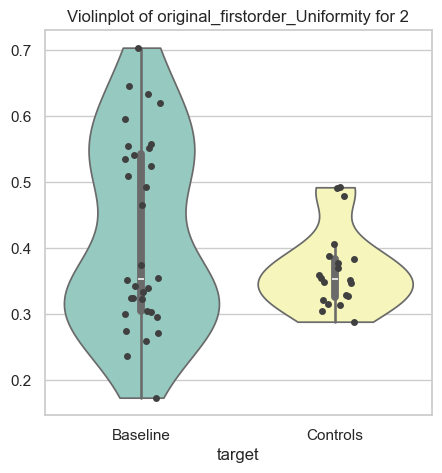 Violinplot of original_firstorder_Uniformity for 2
0.7
0.6
0.5
0.4
0.3
0.2
Baseline
Controls
target